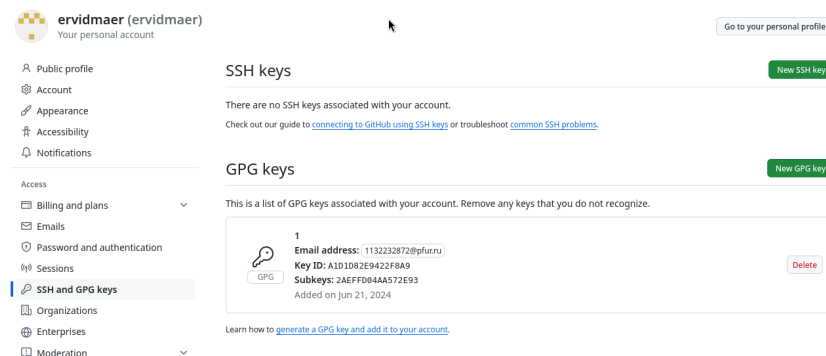 ervidmaer (ervidmaer)
Your personal account
Go to your personal profile
Public profile
Account
Appearance
Accessibility
Notifications
Access
Billing and plans
Emails
Password and authentication
Sessions
SSH and GPG keys
Organizations
Enterprises
Moderation
SSH keys
New SSH key
There are no SSH keys associated with your account.
Check out our guide to connecting to GitHub using SSH keys or troubleshoot common SSH problems.
GPG keys
New GPG key
This is a list of GPG keys associated with your account. Remove any keys that you do not recognize.
1
Email address: 1132232872@pfur.ru
GPG
Key ID: A1D1D82E9422F8A9
Subkeys: 2AEFFD04AA572E93
Added on Jun 21, 2024
Delete
Learn how to generate a GPG key and add it to your account.